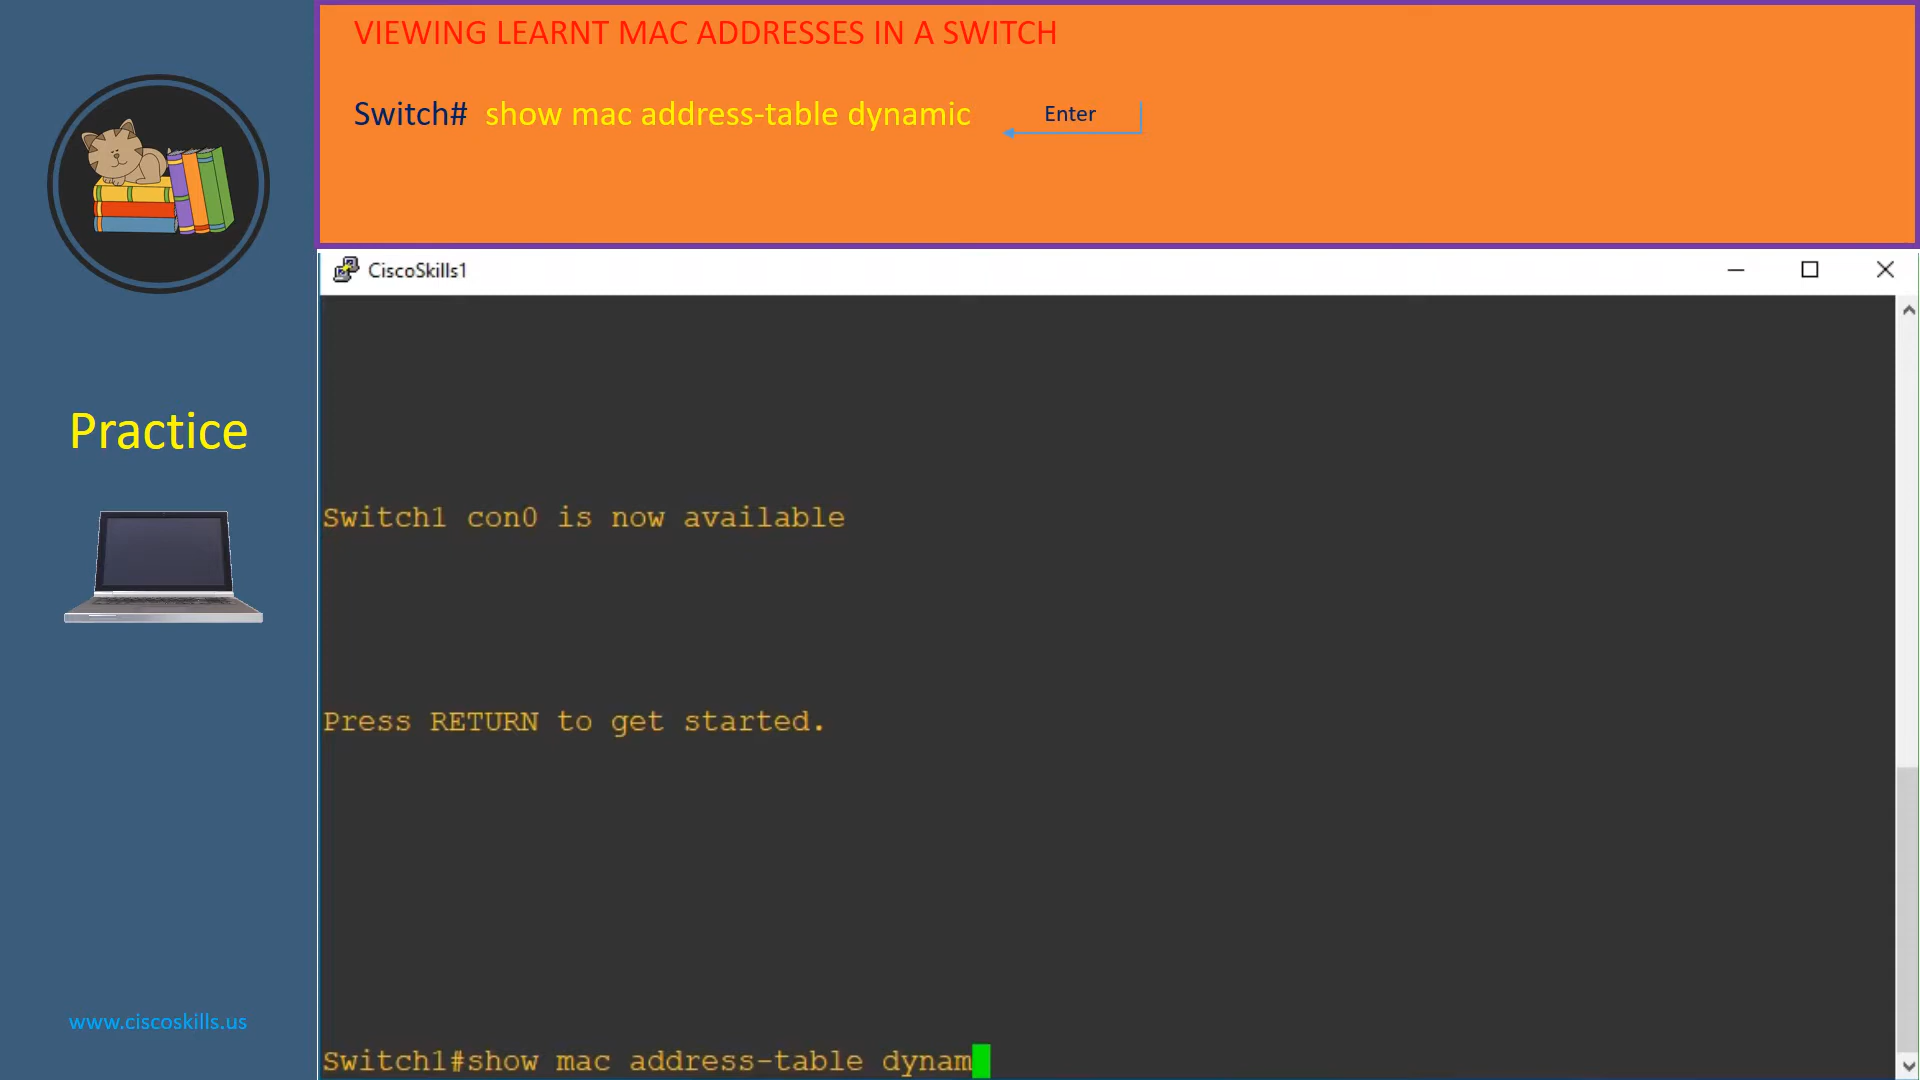 VIEWING LEARNT MAC ADDRESSES IN A SWITCH
Switch# show mac address-table dynamic Enter
CiscoSkills1
Practice
Switch1 con0 is now available
Press RETURN to get started.
www.ciscoskills.us
Switch1#show mac address-table dynam